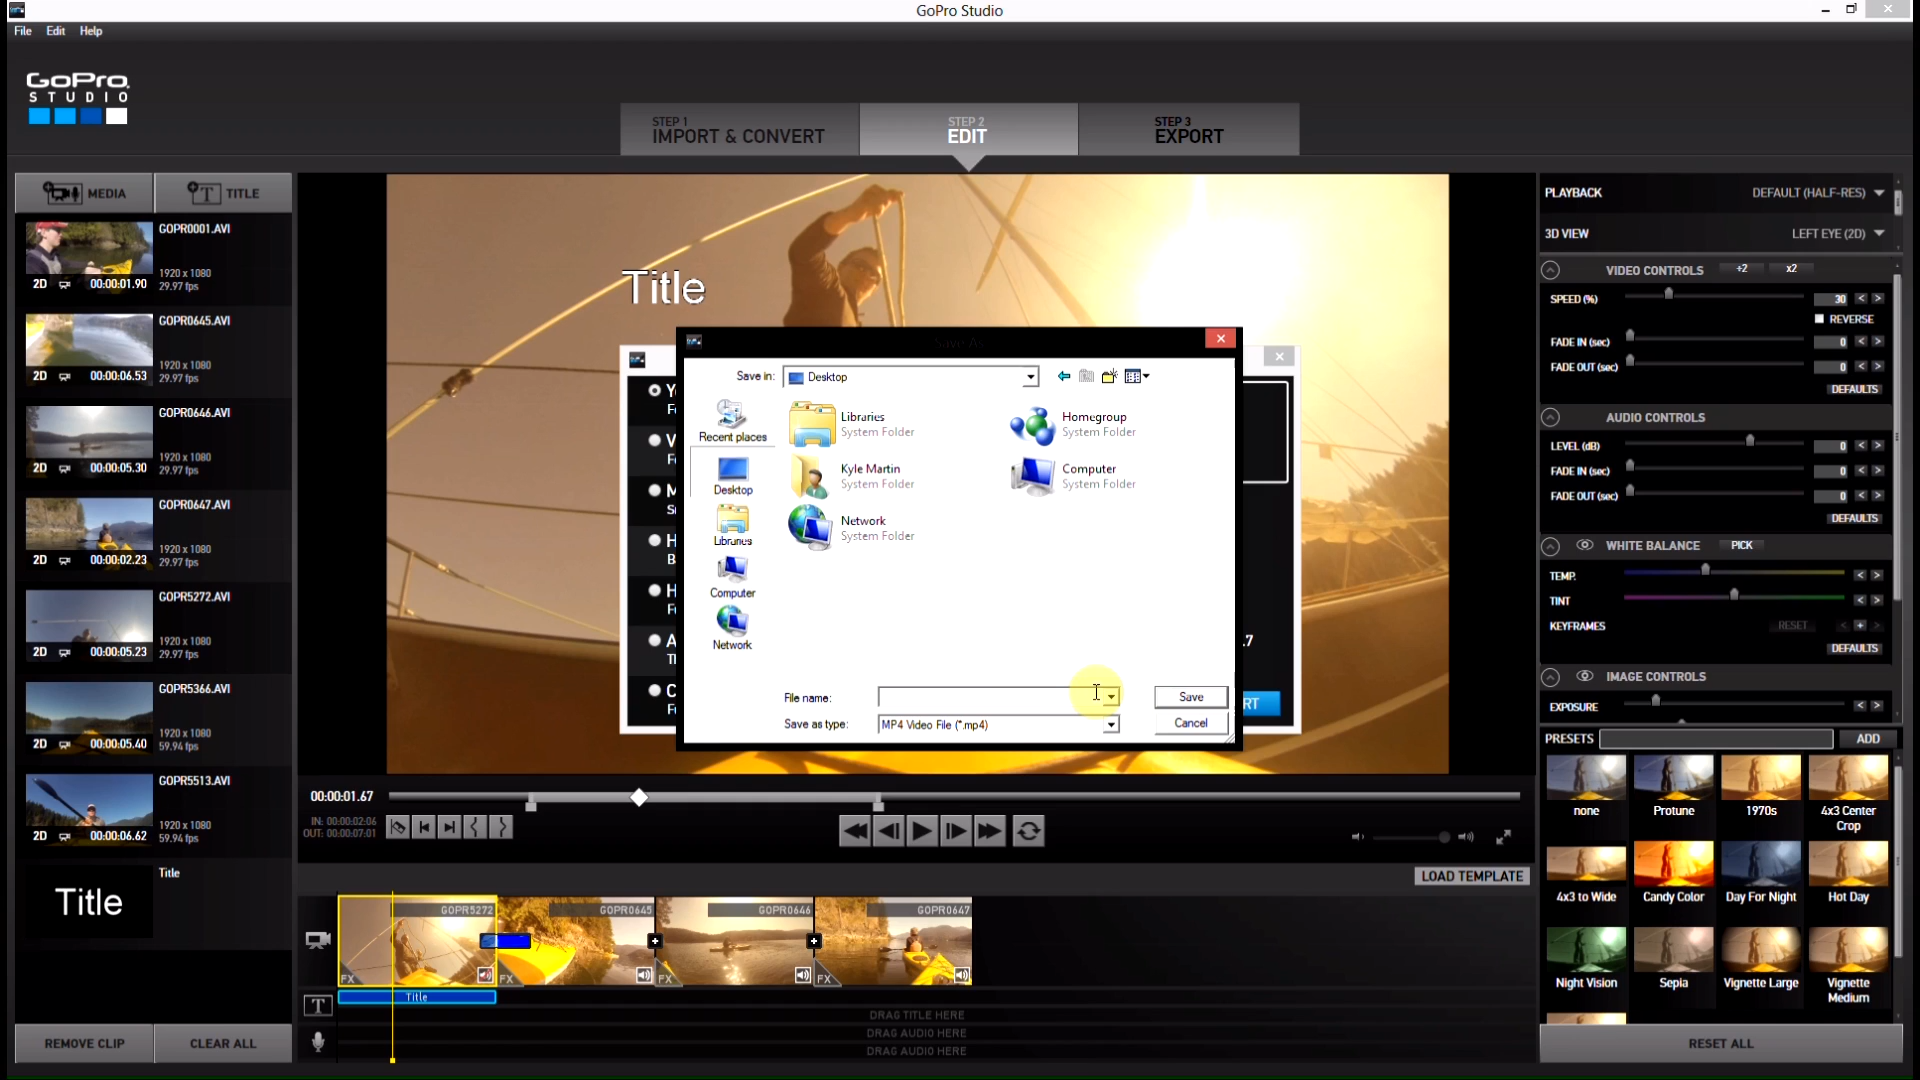 GoPro Studio
File Edit Help
GoPro
STUDIO
STEP 1
IMPORT & CONVERT
STEP 2
EDIT
STEP 3
EXPORT
MEDIA
TITLE
GOPR0001.AVI
1920 x 1080
2D 00:00:01.90 29.97 fps
GOPR0645.AVI
1920 x 1080
2D 00:00:06.53 29.97 fps
GOPR0646.AVI
1920 x 1080
2D 00:00:05.30 29.97 fps
GOPR0647.AVI
1920 x 1080
2D 00:00:02.23 29.97 fps
GOPR5272.AVI
1920 x 1080
2D 00:00:05.23 29.97 fps
GOPR5366.AVI
1920 x 1080
2D 00:00:05.40 59.94 fps
GOPR5513.AVI
1920 x 1080
2D 00:00:06.62 59.94 fps
Title
Title
REMOVE CLIP
CLEAR ALL
Title
Save As
Save in: Desktop
Recent places
Desktop
Libraries
Computer
Network
Libraries
System Folder
Homegroup
System Folder
Kyle Martin
System Folder
Computer
System Folder
Network
System Folder
File name:
Save
Save as type: MP4 Video File (*.mp4)
Cancel
.7
RT
00:00:01.67
IN: 00:00:02:06
OUT: 00:00:07:01
LOAD TEMPLATE
GOPR5272
GOPR0645
GOPR0646
GOPR0647
FX
FX
FX
FX
T
Title
DRAG TITLE HERE
DRAG AUDIO HERE
DRAG AUDIO HERE
PLAYBACK DEFAULT (HALF-RES)
3D VIEW LEFT EYE (2D)
VIDEO CONTROLS ÷2 x2
SPEED (%) 30 < >
REVERSE
FADE IN (sec) 0 < >
FADE OUT (sec) 0 < >
DEFAULTS
AUDIO CONTROLS
LEVEL (dB) 0 < >
FADE IN (sec) 0 < >
FADE OUT (sec) 0 < >
DEFAULTS
WHITE BALANCE PICK
TEMP. < >
TINT < >
KEYFRAMES RESET < + >
DEFAULTS
IMAGE CONTROLS
EXPOSURE < >
PRESETS ADD
none
Protune
1970s
4x3 Center
Crop
4x3 to Wide
Candy Color
Day For Night
Hot Day
Night Vision
Sepia
Vignette Large
Vignette
Medium
RESET ALL